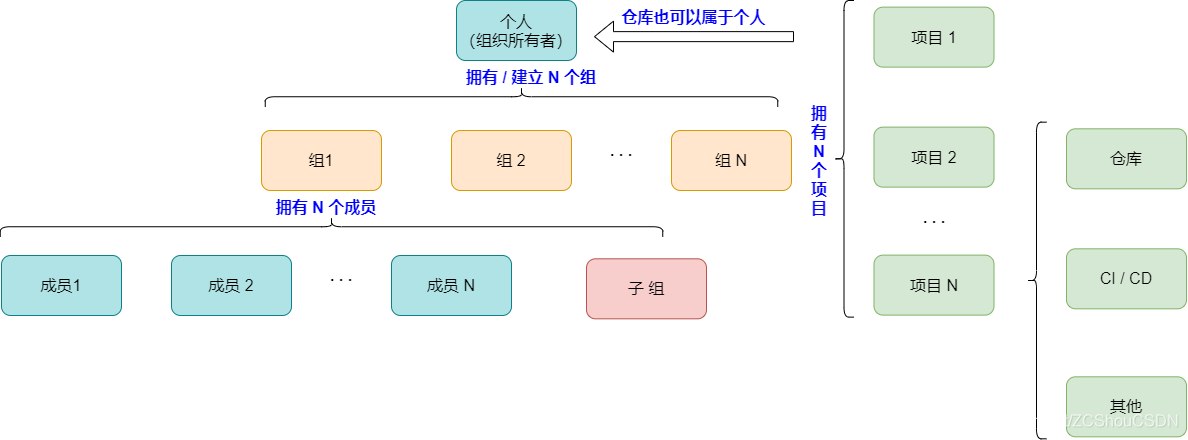 个人
（组织所有者）
仓库也可以属于个人
拥有 / 建立 N 个组
组1
组 2
. . .
组 N
拥有 N 个成员
成员1
成员 2
. . .
成员 N
子 组
拥
有
N
个
项
目
项目 1
项目 2
. . .
项目 N
仓库
CI / CD
其他
/ZCShouCSDN